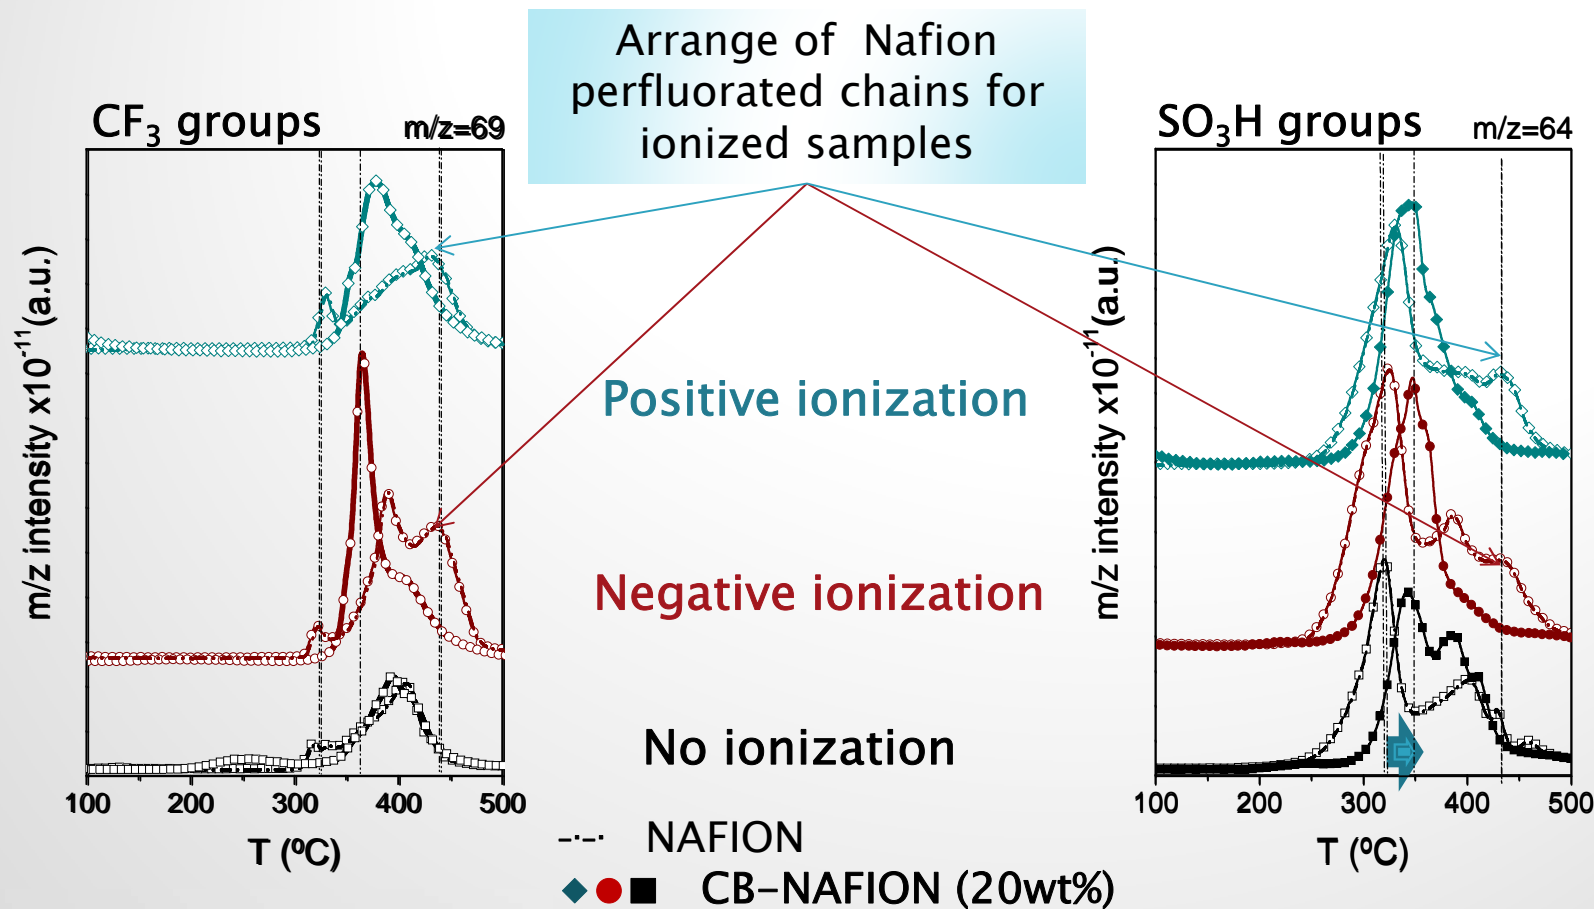 Arrange of Nafion
perfluorated chains for
ionized samples
CF3 groups
m/z=69
SO3H groups
m/z=64
m/z intensity x10-11(a.u.)
m/z intensity x10-11(a.u.)
Positive ionization
Negative ionization
No ionization
100 200 300 400 500
T (ºC)
100 200 300 400 500
T (ºC)
NAFION
CB-NAFION (20wt%)